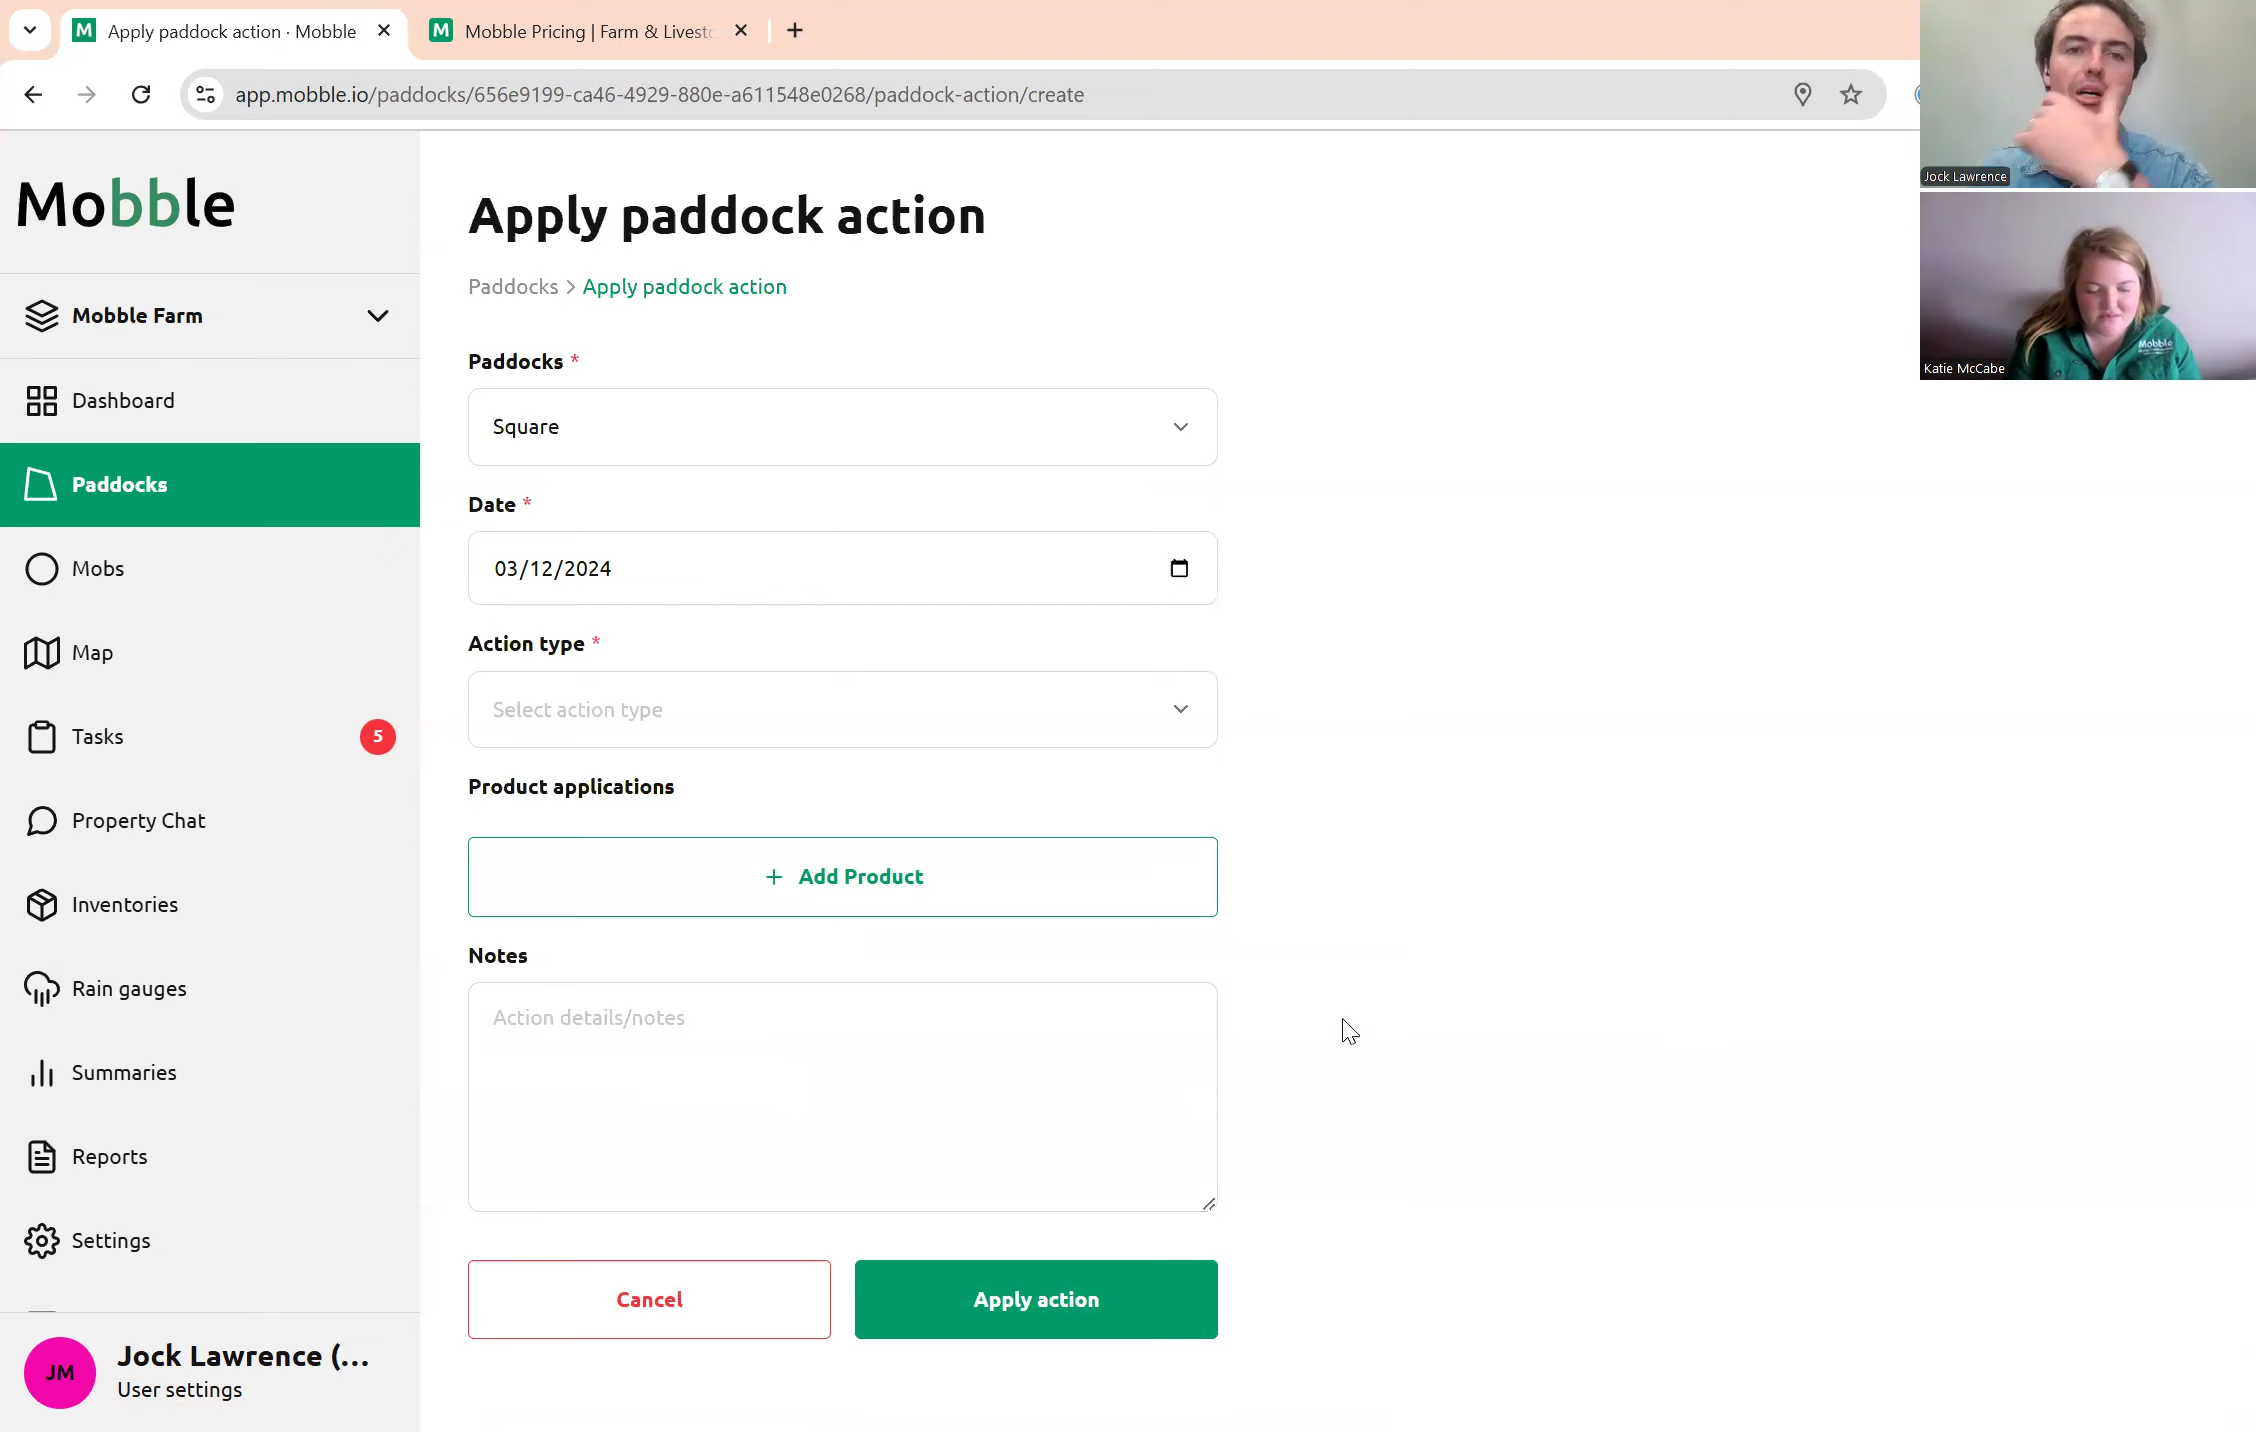 Apply paddock action · Mobble
Mobble Pricing | Farm & Livesto
app.mobble.io/paddocks/656e9199-ca46-4929-880e-a611548e0268/paddock-action/create
Jock Lawrence
Mobble
Katie McCabe
Mobble
Mobble Farm
Dashboard
Paddocks
Mobs
Map
Tasks
5
Property Chat
Inventories
Rain gauges
Summaries
Reports
Settings
JM
Jock Lawrence (...
User settings
Apply paddock action
Paddocks > Apply paddock action
Paddocks *
Square
Date *
03/12/2024
Action type *
Select action type
Product applications
+ Add Product
Notes
Action details/notes
Cancel
Apply action